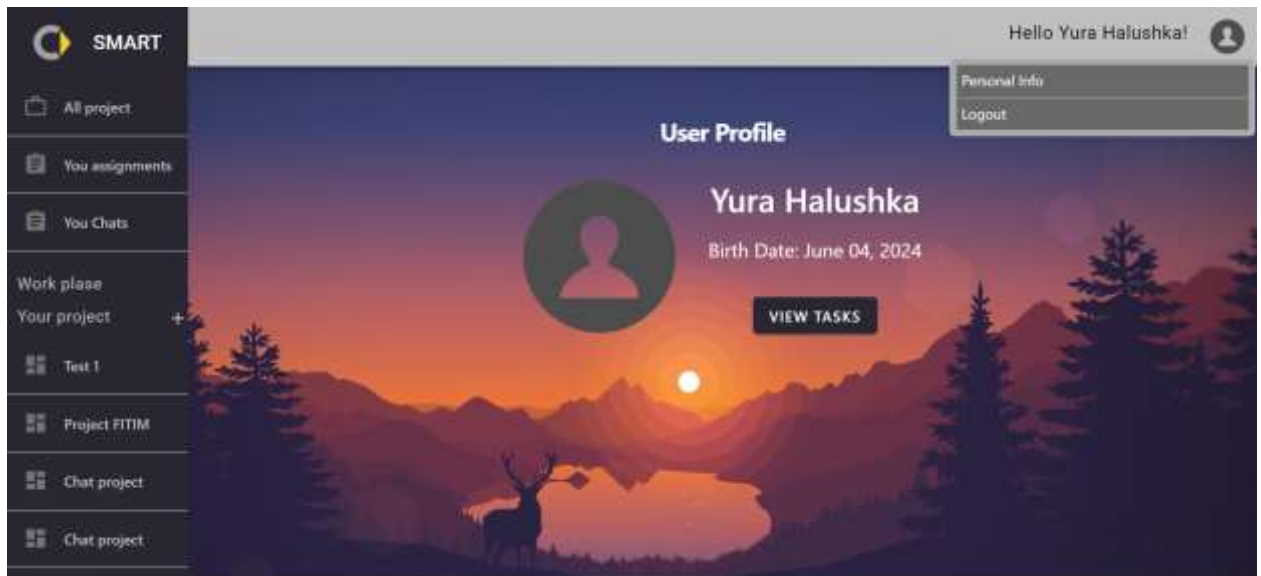 SMART
Hello Yura Halushka!
Personal Info
Logout
All project
You assignments
You Chats
Work plase
Your project +
Test 1
Project FITIM
Chat project
Chat project
User Profile
Yura Halushka
Birth Date: June 04, 2024
VIEW TASKS